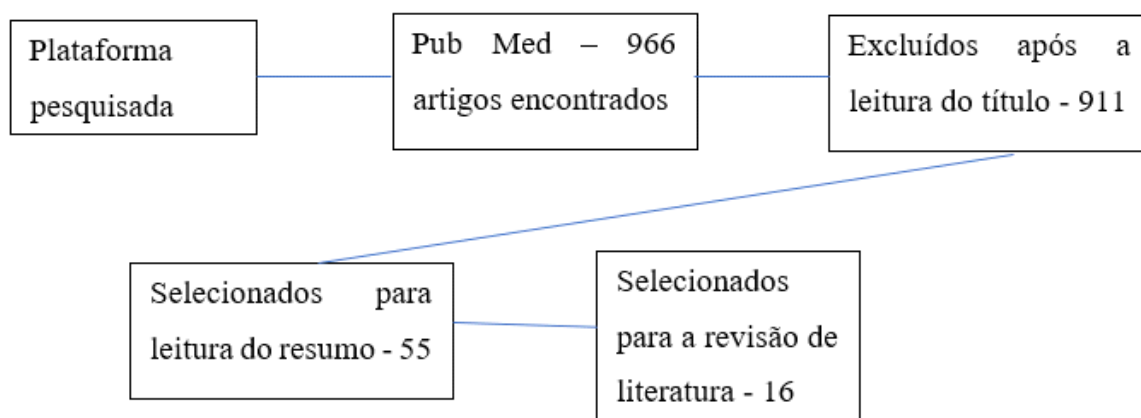 Plataforma
pesquisada
Pub Med – 966
artigos encontrados
Excluídos após a
leitura do título - 911
Selecionados para
leitura do resumo - 55
Selecionados
para a revisão de
literatura - 16